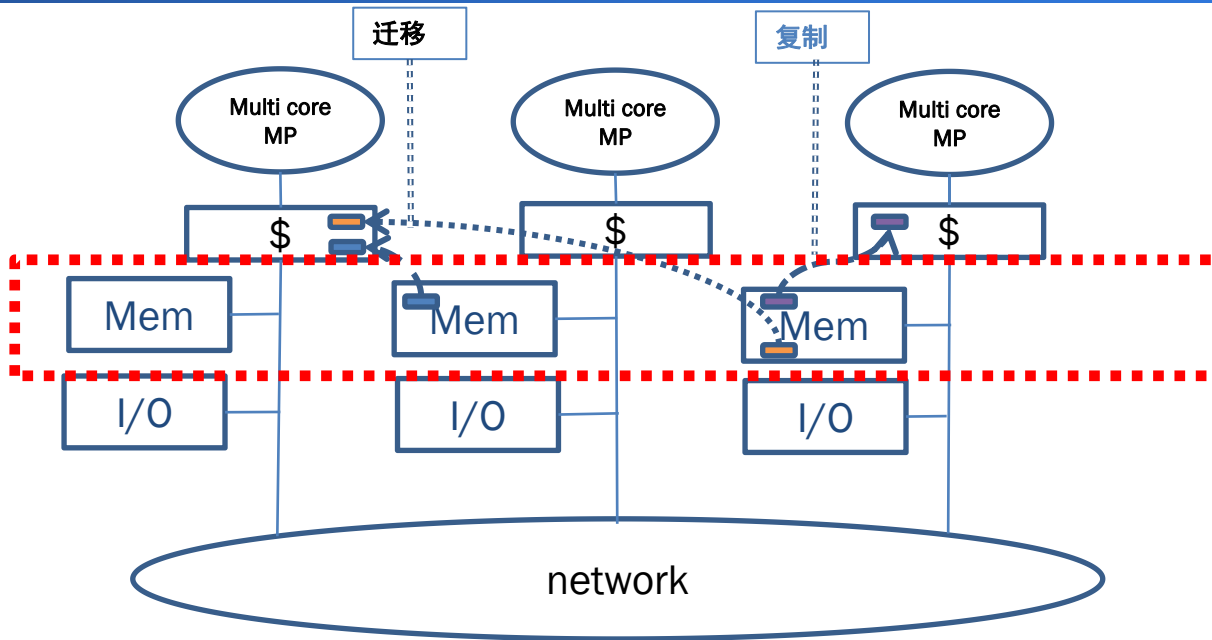 迁移
复制
Multi core
MP
Multi core
MP
Multi core
MP
$
$
$
Mem
Mem
Mem
I/O
I/O
I/O
network